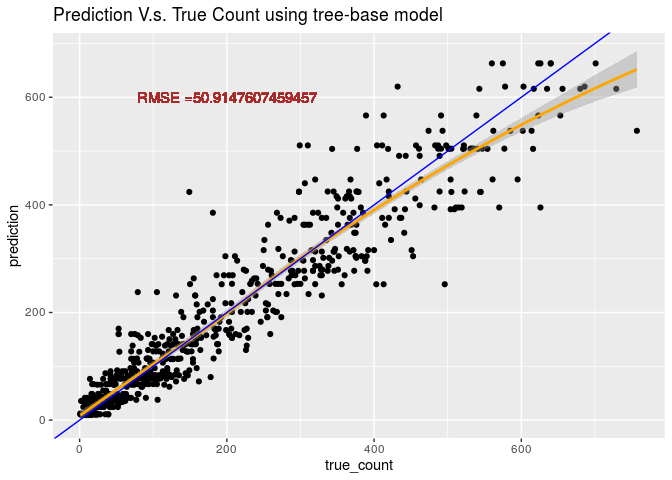 Prediction V.s. True Count using tree-base model
RMSE =50.9147607459457
600
400
200
0
prediction
0 200 400 600
true_count